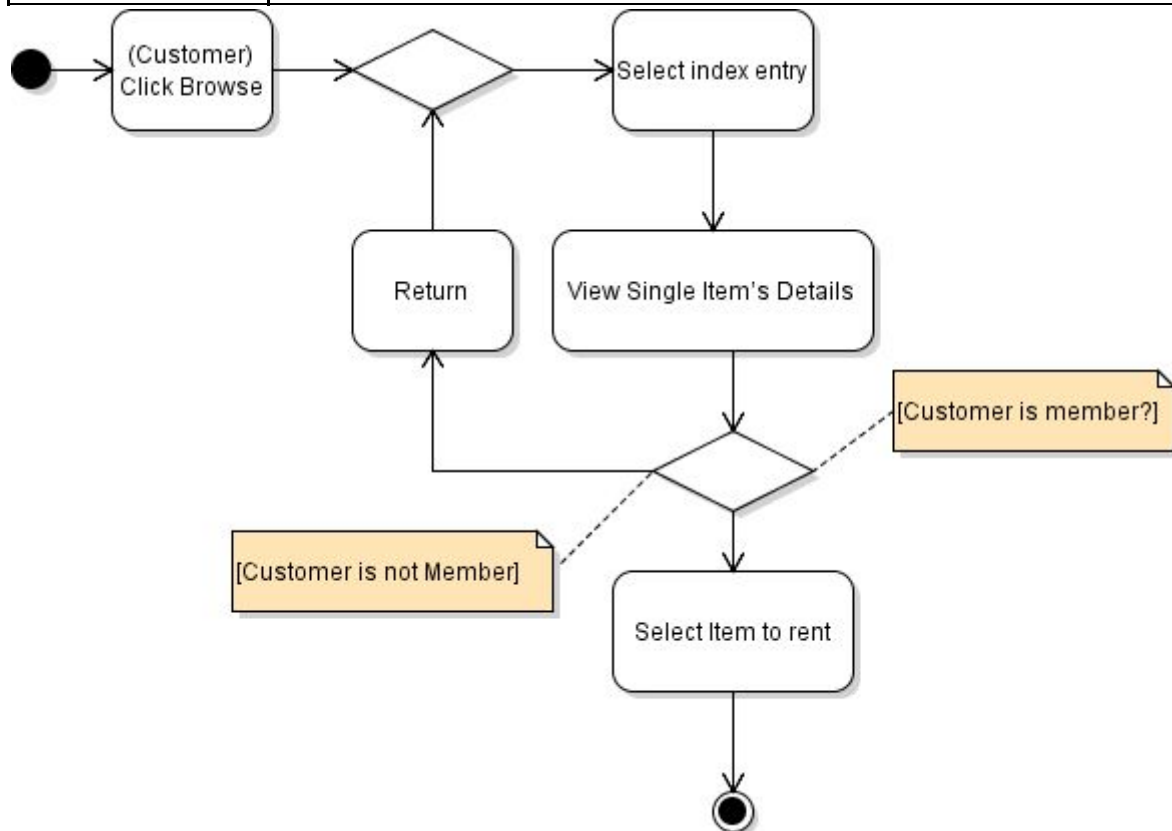 (Customer)
Click Browse
Select index entry
Return
View Single Item's Details
[Customer is member?]
[Customer is not Member]
Select Item to rent